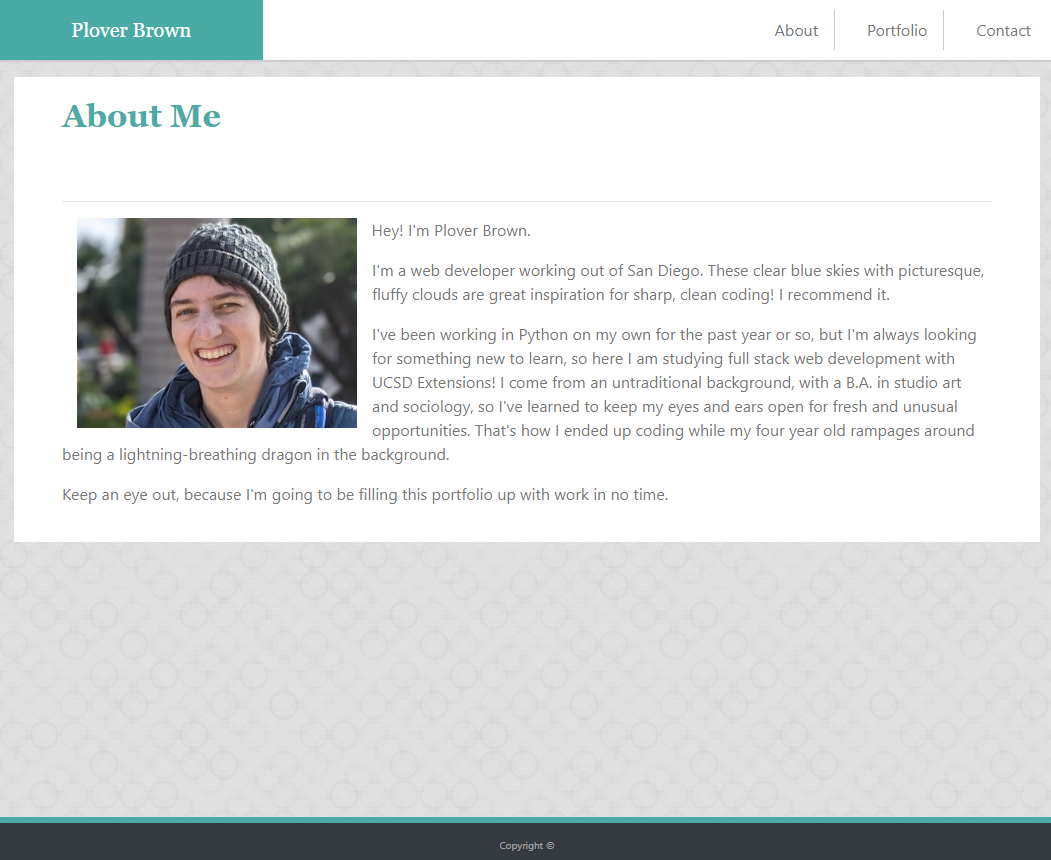 Plover Brown
About
Portfolio
Contact
About Me
Hey! I'm Plover Brown.
I'm a web developer working out of San Diego. These clear blue skies with picturesque,
fluffy clouds are great inspiration for sharp, clean coding! I recommend it.
I've been working in Python on my own for the past year or so, but I'm always looking
for something new to learn, so here I am studying full stack web development with
UCSD Extensions! I come from an untraditional background, with a B.A. in studio art
and sociology, so I've learned to keep my eyes and ears open for fresh and unusual
opportunities. That's how I ended up coding while my four year old rampages around
being a lightning-breathing dragon in the background.
Keep an eye out, because I'm going to be filling this portfolio up with work in no time.
Copyright ©